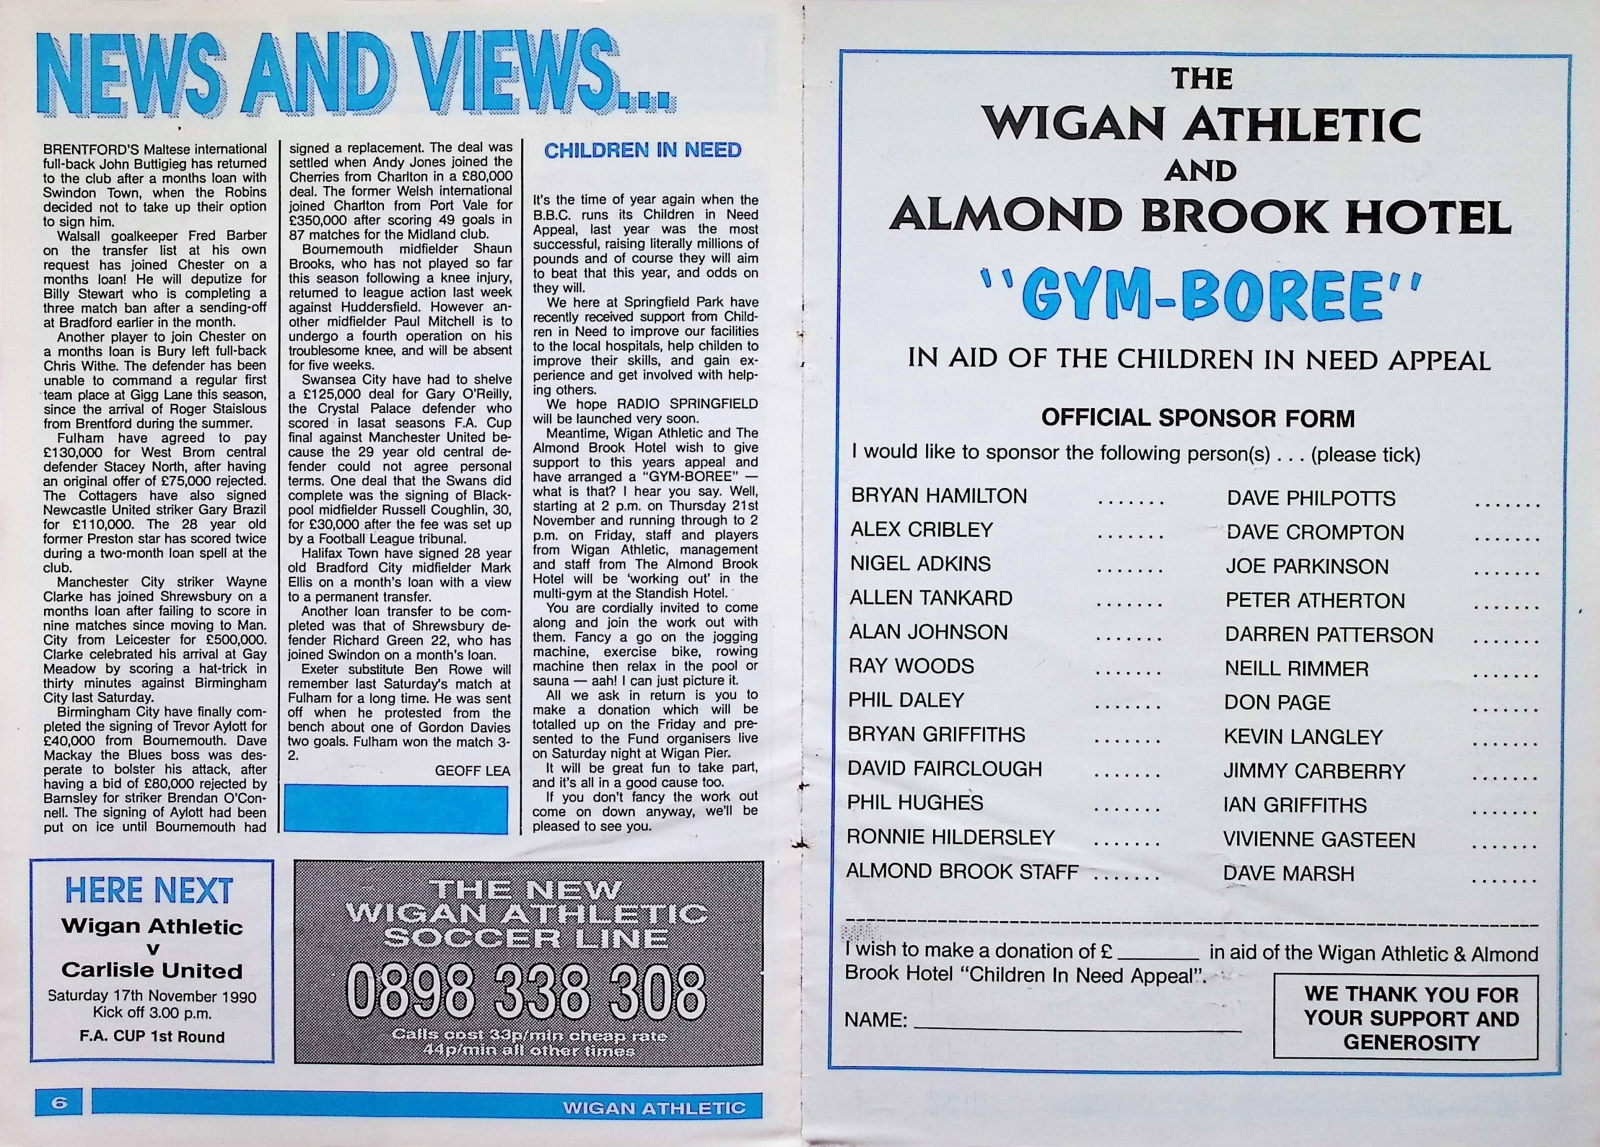 NEWS AND VIEWS...
BRENTFORD'S Maltese international
full-back John Buttigieg has returned
to the club after a months loan with
Swindon Town, when the Robins
decided not to take up their option
to sign him.
Walsall goalkeeper Fred Barber
on the transfer list at his own
request has joined Chester on a
months loan! He will deputize for
Billy Stewart who is completing a
three match ban after a sending-off
at Bradford earlier in the month.
Another player to join Chester on
a months loan is Bury left full-back
Chris Withe. The defender has been
unable to command a regular first
team place at Gigg Lane this season,
since the arrival of Roger Staislous
from Brentford during the summer.
Fulham have agreed to pay
£130,000 for West Brom central
defender Stacey North, after having
an original offer of £75,000 rejected.
The Cottagers have also signed
Newcastle United striker Gary Brazil
for £110,000. The 28 year old
former Preston star has scored twice
during a two-month loan spell at the
club.
Manchester City striker Wayne
Clarke has joined Shrewsbury on a
months loan after failing to score in
nine matches since moving to Man.
City from Leicester for £500,000.
Clarke celebrated his arrival at Gay
Meadow by scoring a hat-trick in
thirty minutes against Birmingham
City last Saturday.
Birmingham City have finally com-
pleted the signing of Trevor Aylott for
£40,000 from Bournemouth. Dave
Mackay the Blues boss was des-
perate to bolster his attack, after
having a bid of £80,000 rejected by
Barnsley for striker Brendan O'Con-
nell. The signing of Aylott had been
put on ice until Bournemouth had
signed a replacement. The deal was
settled when Andy Jones joined the
Cherries from Charlton in a £80,000
deal. The former Welsh international
joined Charlton from Port Vale for
£350,000 after scoring 49 goals in
87 matches for the Midland club.
Bournemouth midfielder Shaun
Brooks, who has not played so far
this season following a knee injury,
returned to league action last week
against Huddersfield. However an-
other midfielder Paul Mitchell is to
undergo a fourth operation on his
troublesome knee, and will be absent
for five weeks.
Swansea City have had to shelve
a £125,000 deal for Gary O'Reilly,
the Crystal Palace defender who
scored in lasat seasons F.A. Cup
final against Manchester United be-
cause the 29 year old central de-
fender could not agree personal
terms. One deal that the Swans did
complete was the signing of Black-
pool midfielder Russell Coughlin, 30,
for £30,000 after the fee was set up
by a Football League tribunal.
Halifax Town have signed 28 year
old Bradford City midfielder Mark
Ellis on a month's loan with a view
to a permanent transfer.
Another loan transfer to be com-
pleted was that of Shrewsbury de-
fender Richard Green 22, who has
joined Swindon on a month's loan.
Exeter substitute Ben Rowe will
remember last Saturday's match at
Fulham for a long time. He was sent
off when he protested from the
bench about one of Gordon Davies
two goals. Fulham won the match 3-
2.
GEOFF LEA
CHILDREN IN NEED
It's the time of year again when the
B.B.C. runs its Children in Need
Appeal, last year was the most
successful, raising literally millions of
pounds and of course they will aim
to beat that this year, and odds on
they will.
We here at Springfield Park have
recently received support from Child-
ren in Need to improve our facilities
to the local hospitals, help childen to
improve their skills, and gain ex-
perience and get involved with help-
ing others.
We hope RADIO SPRINGFIELD
will be launched very soon.
Meantime, Wigan Athletic and The
Almond Brook Hotel wish to give
support to this years appeal and
have arranged a "GYM-BOREE" —
what is that? I hear you say. Well,
starting at 2 p.m. on Thursday 21st
November and running through to 2
p.m. on Friday, staff and players
from Wigan Athletic, management
and staff from The Almond Brook
Hotel will be 'working out' in the
multi-gym at the Standish Hotel.
You are cordially invited to come
along and join the work out with
them. Fancy a go on the jogging
machine, exercise bike, rowing
machine then relax in the pool or
sauna — aah! I can just picture it.
All we ask in return is you to
make a donation which will be
totalled up on the Friday and pre-
sented to the Fund organisers live
on Saturday night at Wigan Pier.
It will be great fun to take part,
and it's all in a good cause too.
If you don't fancy the work out
come on down anyway, we'll be
pleased to see you.
HERE NEXT
Wigan Athletic
v
Carlisle United
Saturday 17th November 1990
Kick off 3.00 p.m.
F.A. CUP 1st Round
THE NEW
WIGAN ATHLETIC
SOCCER LINE
0898 338 308
Calls cost 33p/min cheap rate
44p/min all other times
6
WIGAN ATHLETIC
THE
WIGAN ATHLETIC
AND
ALMOND BROOK HOTEL
"GYM-BOREE"
IN AID OF THE CHILDREN IN NEED APPEAL
OFFICIAL SPONSOR FORM
I would like to sponsor the following person(s) . . . (please tick)
BRYAN HAMILTON ....... DAVE PHILPOTTS .......
ALEX CRIBLEY ....... DAVE CROMPTON .......
NIGEL ADKINS ....... JOE PARKINSON .......
ALLEN TANKARD ....... PETER ATHERTON .......
ALAN JOHNSON ....... DARREN PATTERSON .......
RAY WOODS ....... NEILL RIMMER .......
PHIL DALEY ....... DON PAGE .......
BRYAN GRIFFITHS ....... KEVIN LANGLEY .......
DAVID FAIRCLOUGH ....... JIMMY CARBERRY .......
PHIL HUGHES ....... IAN GRIFFITHS .......
RONNIE HILDERSLEY ....... VIVIENNE GASTEEN .......
ALMOND BROOK STAFF ....... DAVE MARSH .......
I wish to make a donation of £ ________ in aid of the Wigan Athletic & Almond
Brook Hotel "Children In Need Appeal".
NAME: ______________________________
WE THANK YOU FOR
YOUR SUPPORT AND
GENEROSITY